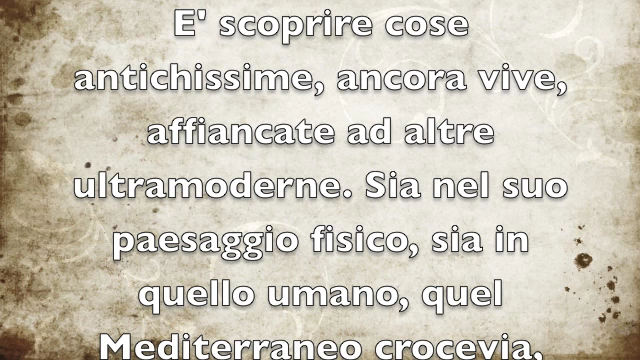 E' scoprire cose
antichissime, ancora vive,
affiancate ad altre
ultramoderne. Sia nel suo
paesaggio fisico, sia in
quello umano, quel
Mediterraneo crocevia,